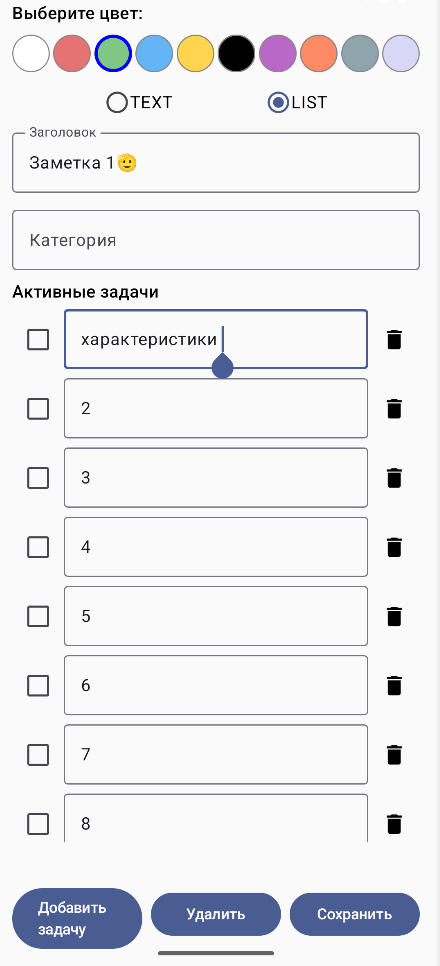 Выберите цвет:
TEXT LIST
Заголовок
Заметка 1🫡
Категория
Активные задачи
характеристики
2
3
4
5
6
7
8
Добавить
задачу
Удалить
Сохранить